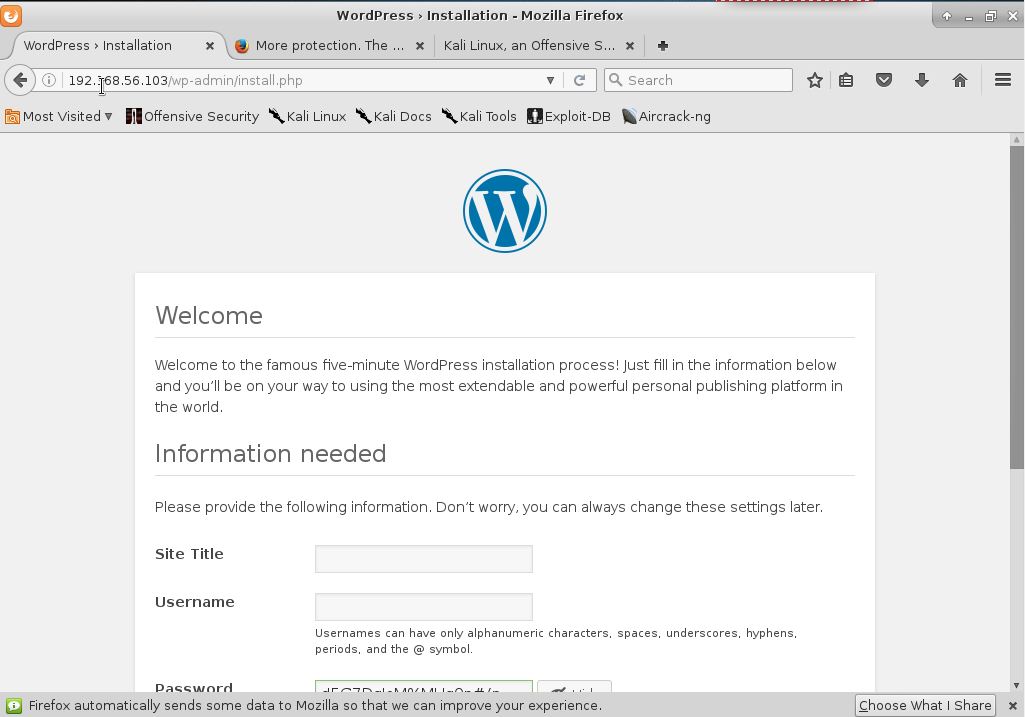 WordPress › Installation - Mozilla Firefox
WordPress › Installation
More protection. The ...
Kali Linux, an Offensive S...
192.168.56.103/wp-admin/install.php
Search
Most Visited
Offensive Security
Kali Linux
Kali Docs
Kali Tools
Exploit-DB
Aircrack-ng
Welcome
Welcome to the famous five-minute WordPress installation process! Just fill in the information below
and you’ll be on your way to using the most extendable and powerful personal publishing platform in
the world.
Information needed
Please provide the following information. Don’t worry, you can always change these settings later.
Site Title
Username
Usernames can have only alphanumeric characters, spaces, underscores, hyphens,
periods, and the @ symbol.
Password
Firefox automatically sends some data to Mozilla so that we can improve your experience.
Choose What I Share